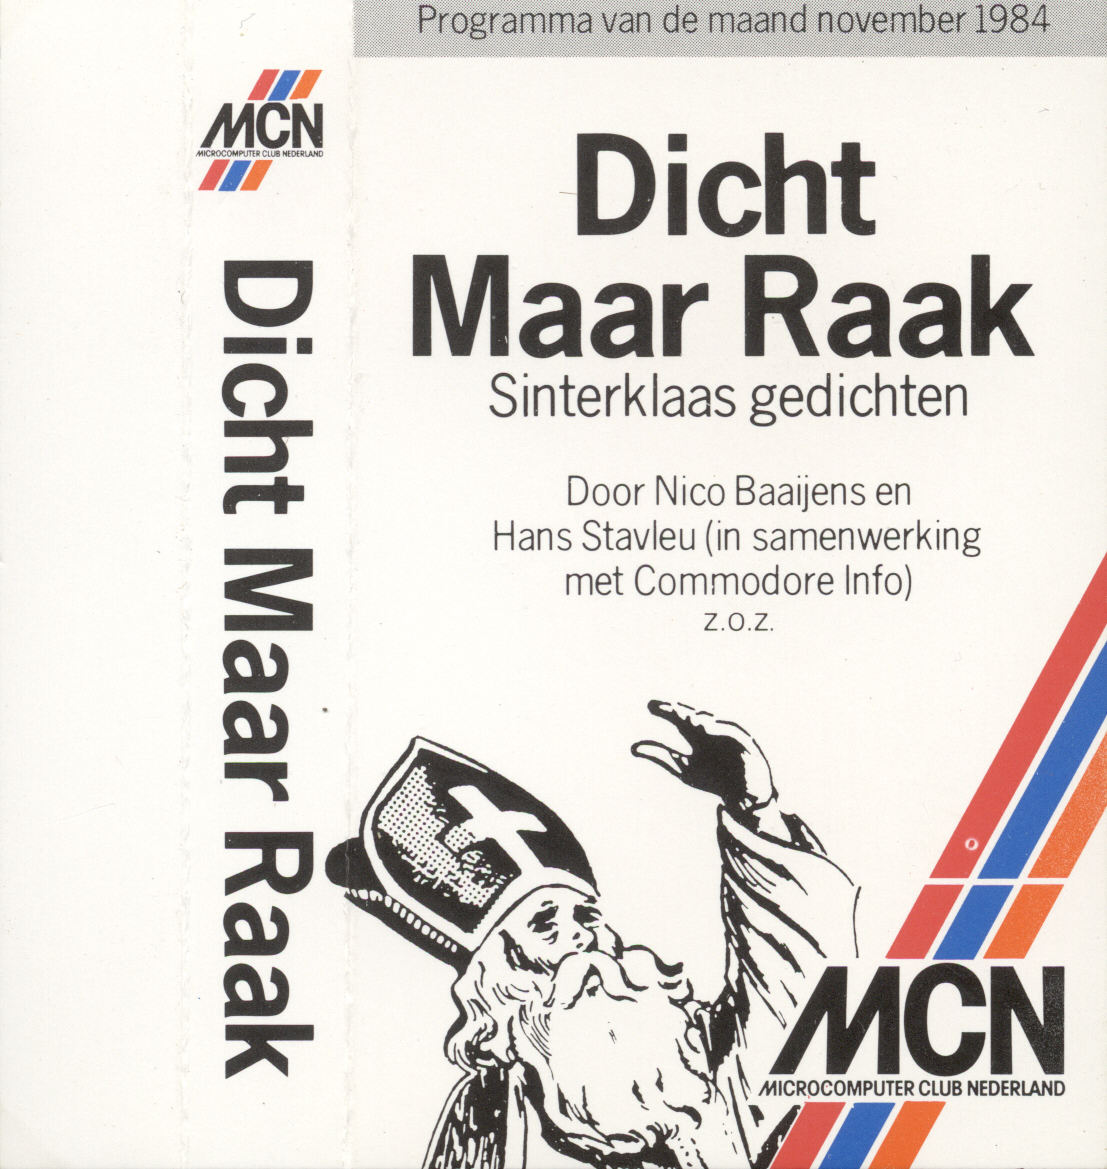 MCN
MICROCOMPUTER CLUB NEDERLAND
Dicht Maar Raak
Programma van de maand november 1984
Dicht
Maar Raak
Sinterklaas gedichten
Door Nico Baaijens en
Hans Stavleu (in samenwerking
met Commodore Info)
z.o.z.
MCN
MICROCOMPUTER CLUB NEDERLAND